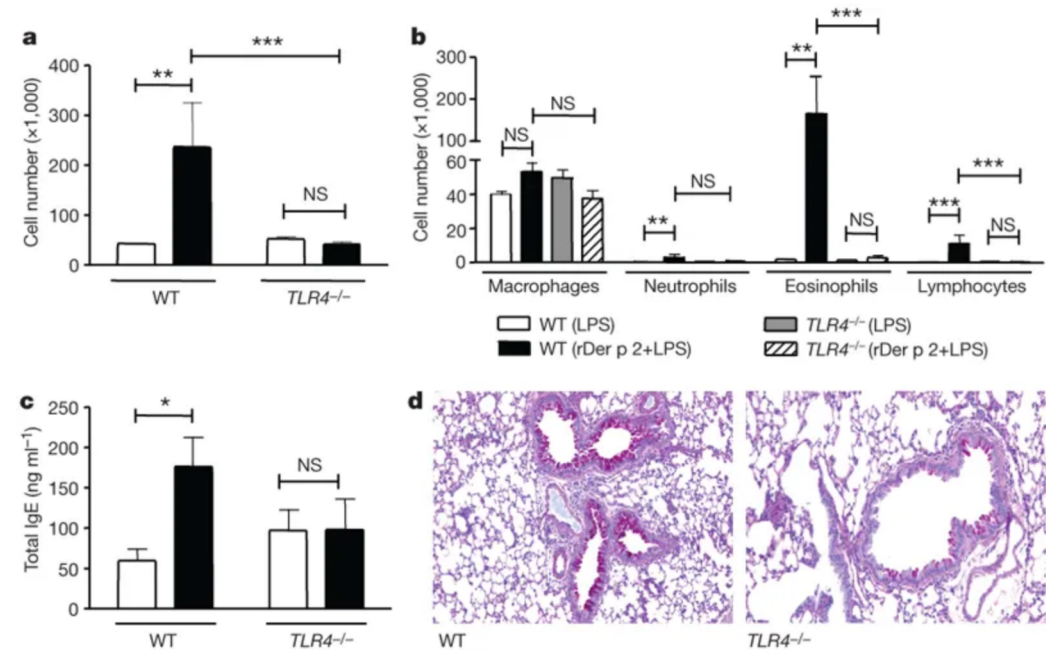 a
Cell number (×1,000)
400
300
200
100
0
**
***
NS
WT
TLR4–/–
b
Cell number (×1,000)
300
200
100
60
40
20
0
NS
NS
**
NS
**
***
NS
***
***
NS
Macrophages
Neutrophils
Eosinophils
Lymphocytes
WT (LPS)
TLR4–/– (LPS)
WT (rDer p 2+LPS)
TLR4–/– (rDer p 2+LPS)
c
Total IgE (ng ml–1)
250
200
150
100
50
0
*
NS
WT
TLR4–/–
d
WT
TLR4–/–